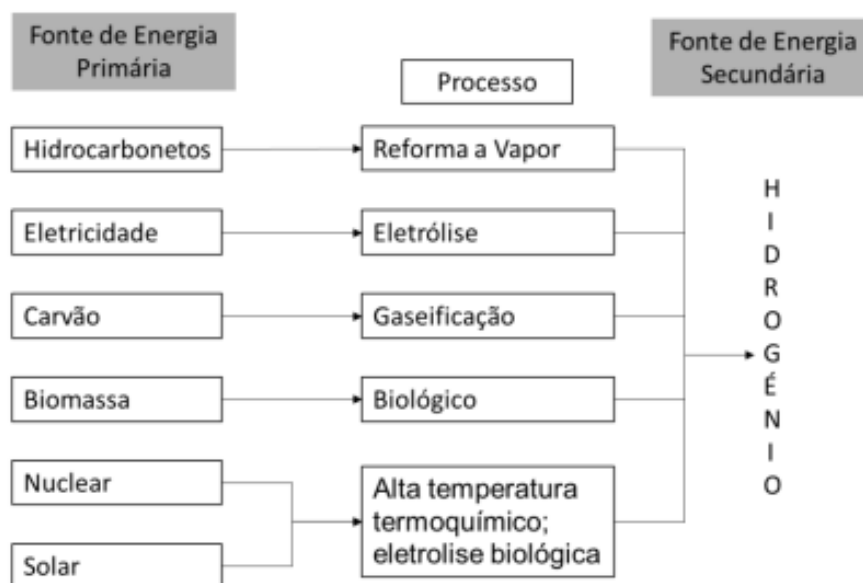 Fonte de Energia
Primária
Processo
Fonte de Energia
Secundária
Hidrocarbonetos
Reforma a Vapor
Eletricidade
Eletrólise
Carvão
Gaseificação
Biomassa
Biológico
Nuclear
Solar
Alta temperatura
termoquímico;
eletrolise biológica
H
I
D
R
O
G
É
N
I
O